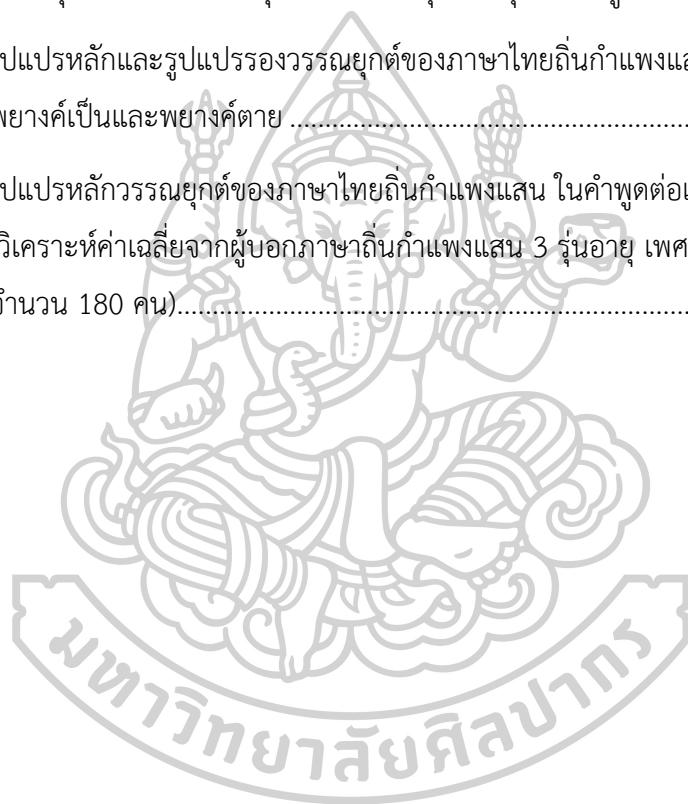 ปแปรหลักและรูปแปรรองวรรณยุกต์ของภาษาไทยถิ่นกำแพงแ
พยางค์เป็นและพยางค์ตาย
ปแปรหลักวรรณยุกต์ของภาษาไทยถิ่นกำแพงแสน ในคำพูดต่อ
วิเคราะห์ค่าเฉลี่ยจากผู้บอกภาษาถิ่นกำแพงแสน 3 รุ่นอายุ เพศ
จำนวน 180 คน)
มหาวิทยาลัยศิลปากร